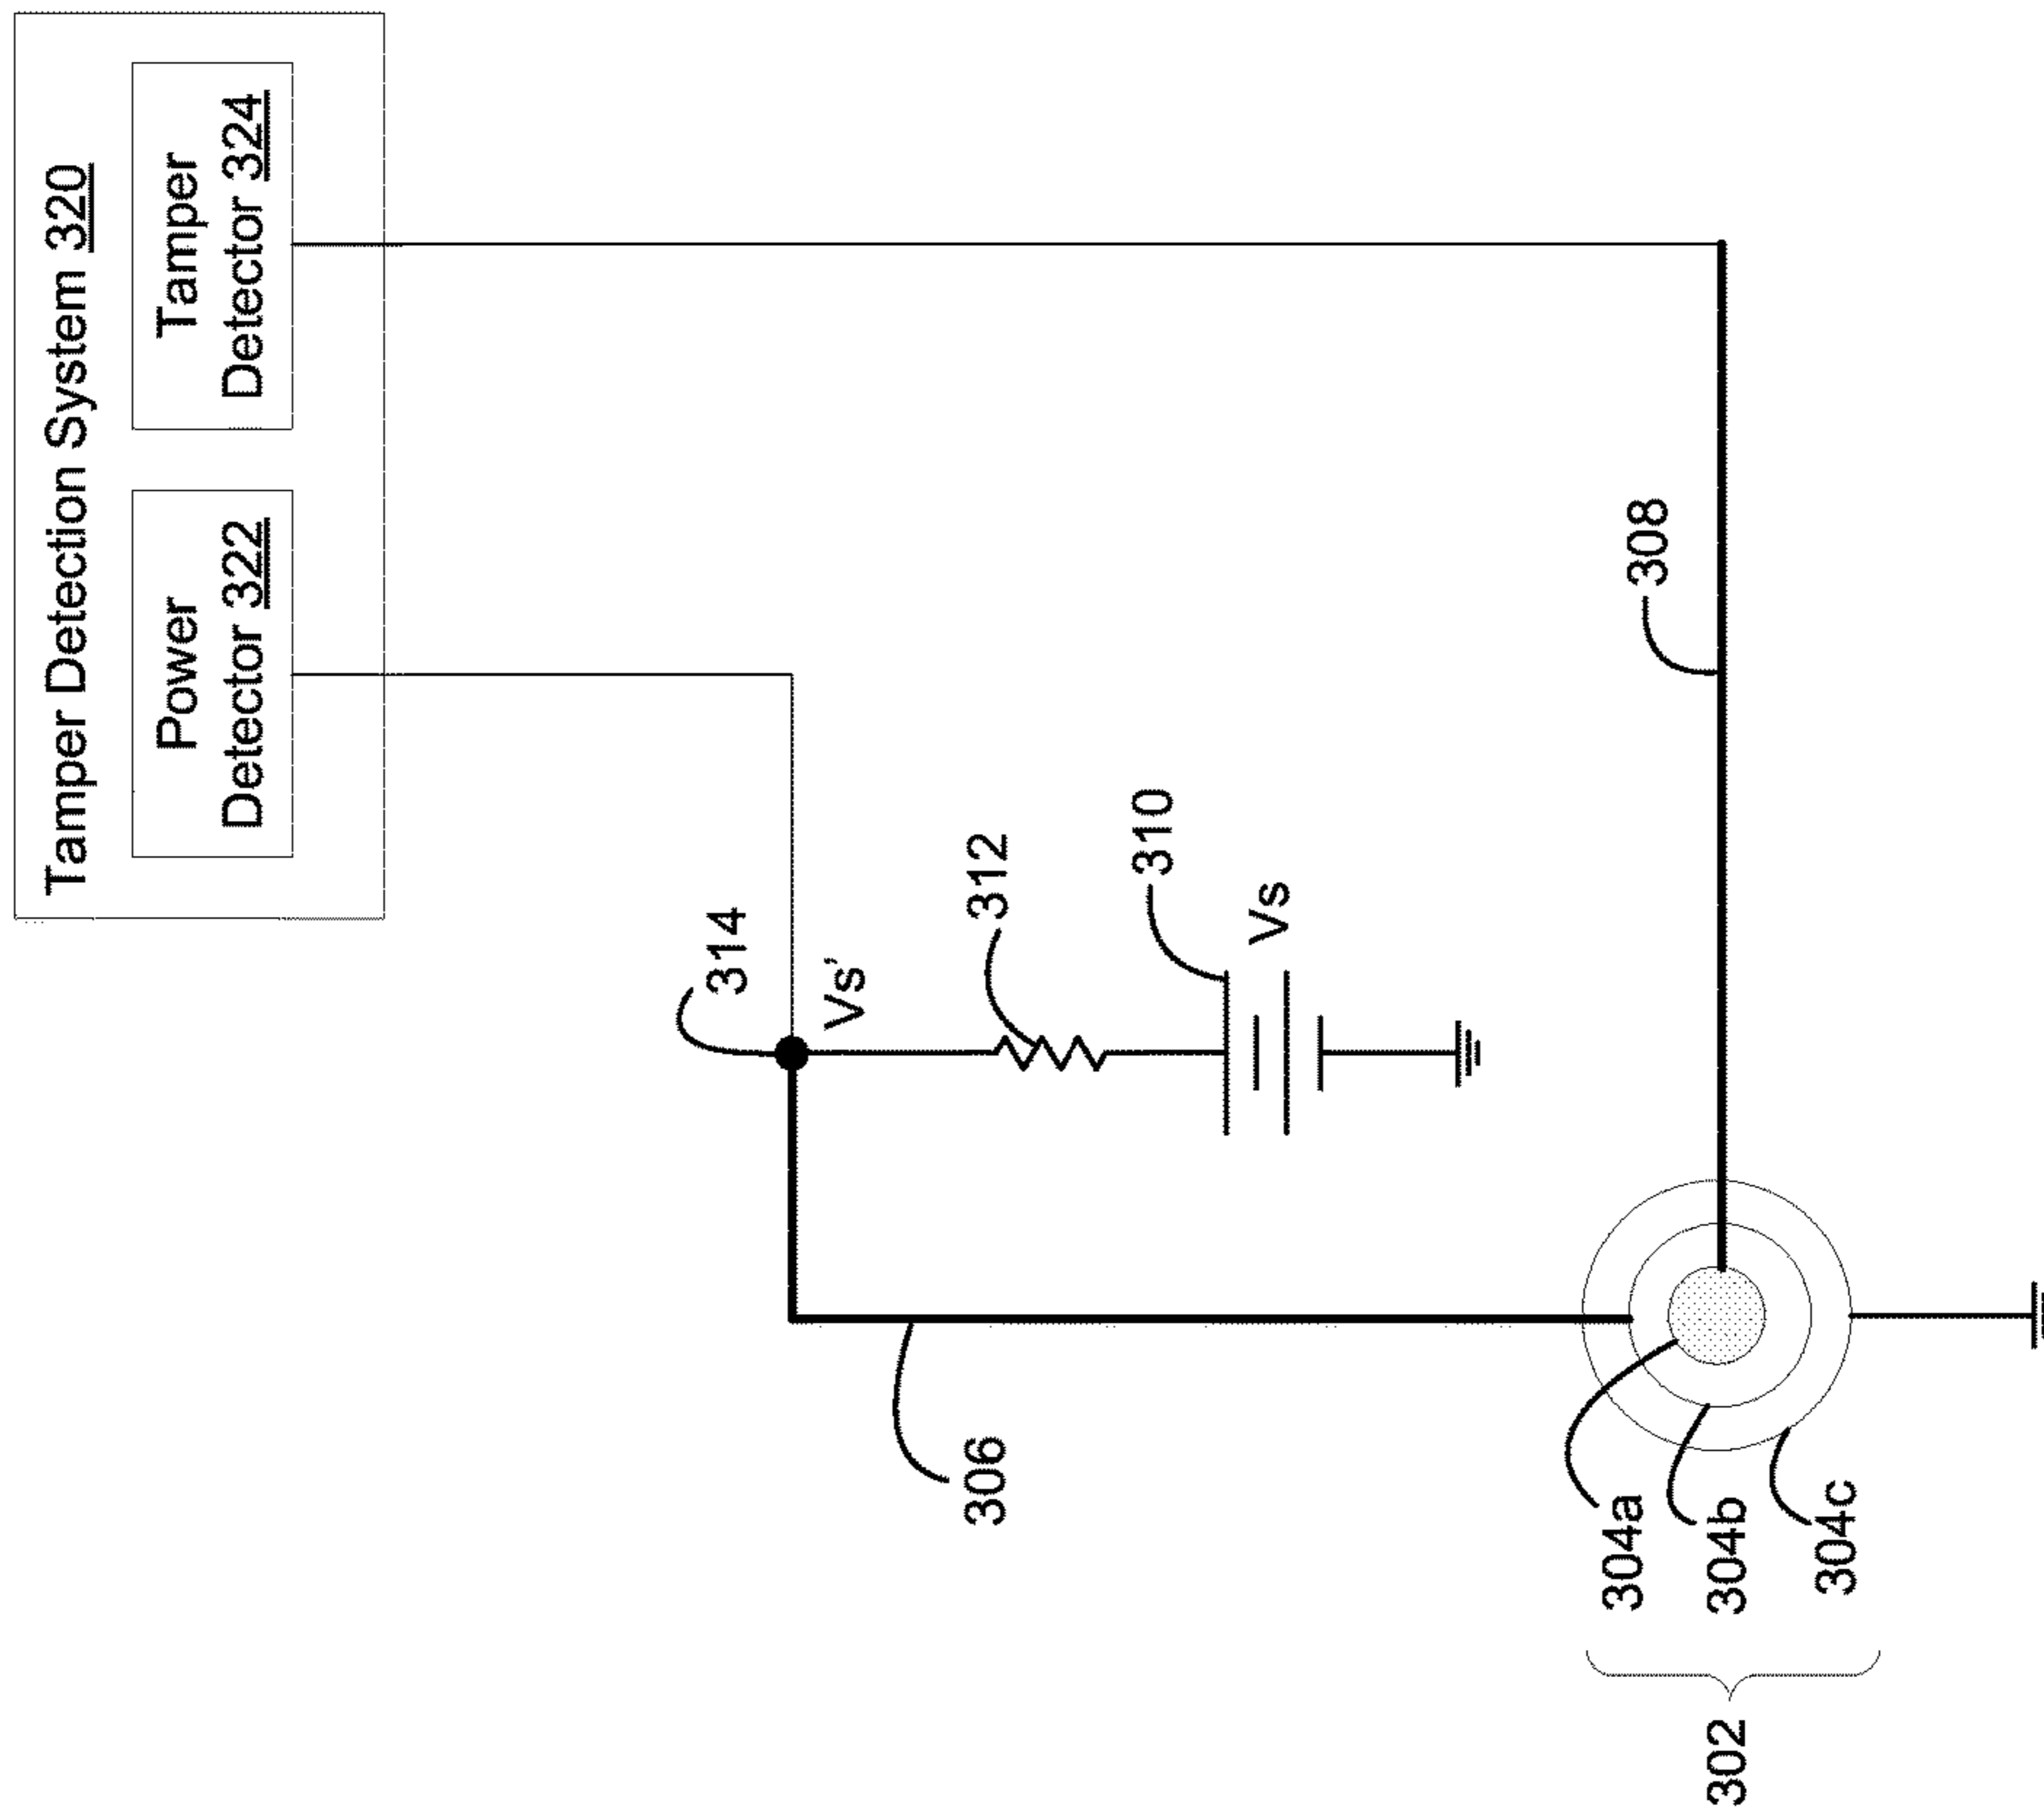 Tamper Detection System 320
Power
Detector 322
Tamper
Detector 324
314
Vs'
312
310
Vs
308
306
304a
304b
304c
302